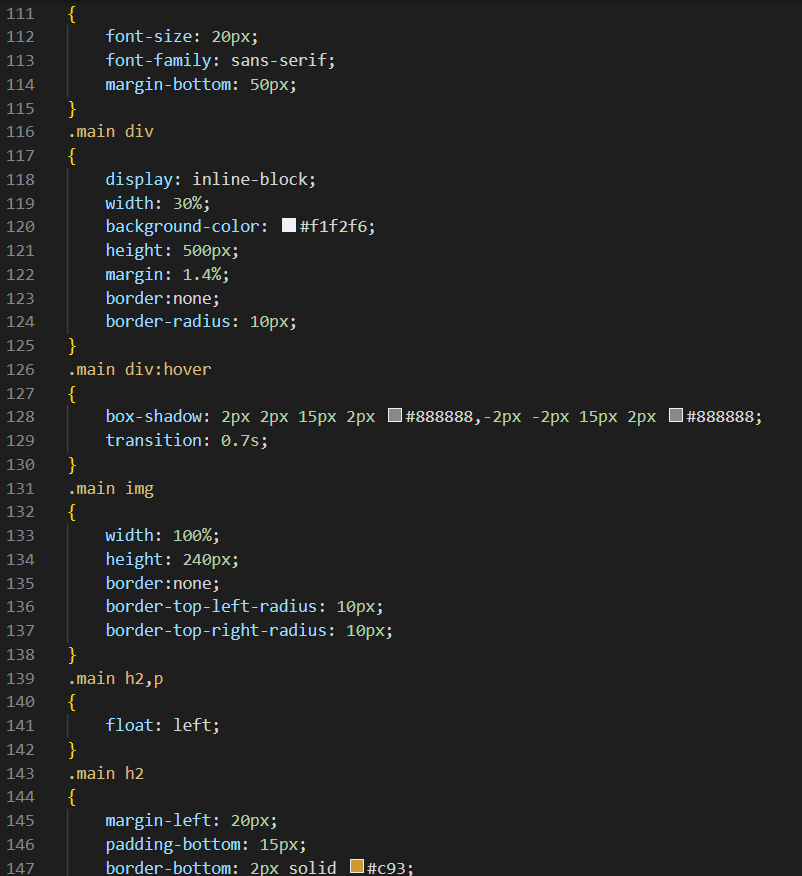 111 {
112 font-size: 20px;
113 font-family: sans-serif;
114 margin-bottom: 50px;
115 }
116 .main div
117 {
118 display: inline-block;
119 width: 30%;
120 background-color: #f1f2f6;
121 height: 500px;
122 margin: 1.4%;
123 border:none;
124 border-radius: 10px;
125 }
126 .main div:hover
127 {
128 box-shadow: 2px 2px 15px 2px #888888,-2px -2px 15px 2px #888888;
129 transition: 0.7s;
130 }
131 .main img
132 {
133 width: 100%;
134 height: 240px;
135 border:none;
136 border-top-left-radius: 10px;
137 border-top-right-radius: 10px;
138 }
139 .main h2,p
140 {
141 float: left;
142 }
143 .main h2
144 {
145 margin-left: 20px;
146 padding-bottom: 15px;
147 border-bottom: 2px solid #c93;